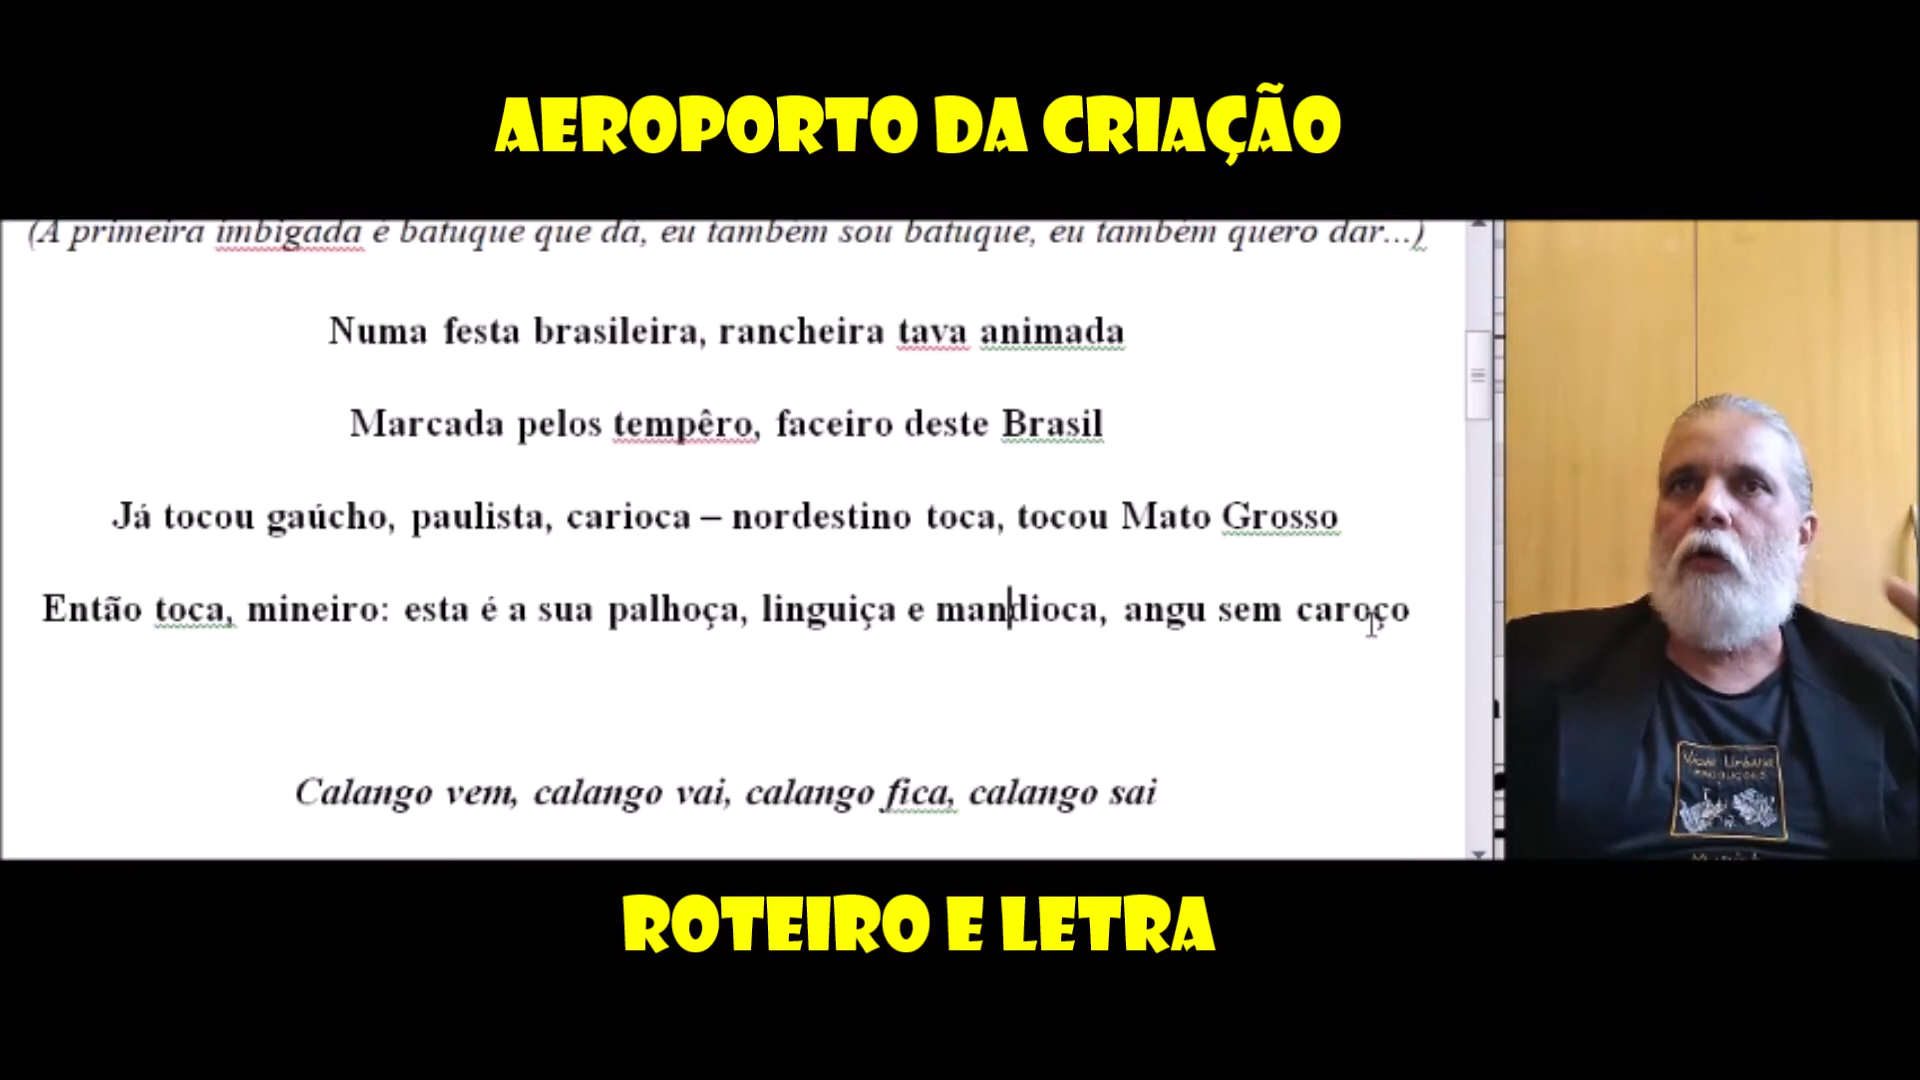 AEROPORTO DA CRIAÇÃO
(A primeira imbigada é batuque que dá, eu também sou batuque, eu também quero dar...)
Numa festa brasileira, rancheira tava animada
Marcada pelos tempêro, faceiro deste Brasil
Já tocou gaúcho, paulista, carioca – nordestino toca, tocou Mato Grosso
Então toca, mineiro: esta é a sua palhoça, linguiça e mandioca, angu sem caroço
Calango vem, calango vai, calango fica, calango sai
PRODUÇÕES
ROTEIRO E LETRA